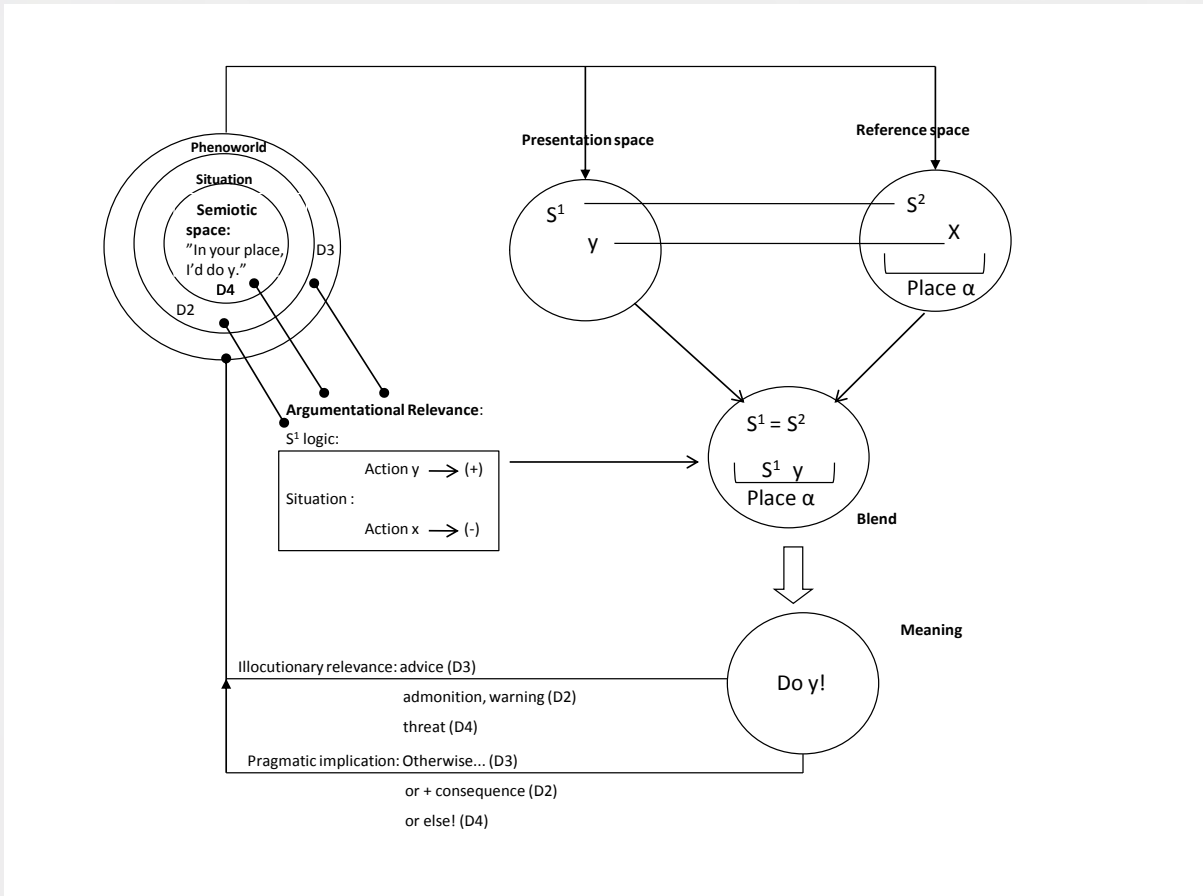 Phenoworld
Situation
Semiotic
space:
”In your place,
I’d do y.”
D4
D3
D2
Presentation space
S¹
y
Reference space
S²
X
Place α
Argumentational Relevance:
S¹ logic:
Action y → (+)
Situation :
Action x → (-)
S¹ = S²
S¹ y
Place α
Blend
Meaning
Do y!
Illocutionary relevance: advice (D3)
admonition, warning (D2)
threat (D4)
Pragmatic implication: Otherwise... (D3)
or + consequence (D2)
or else! (D4)